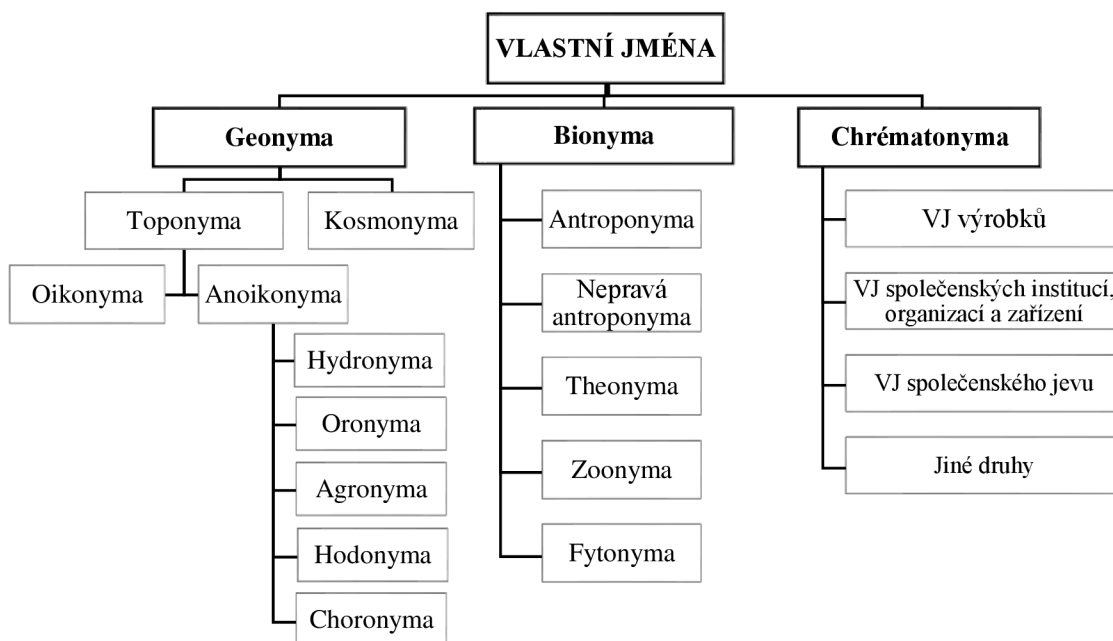 VLASTNÍ JMÉNA
Geonyma
Bionyma
Chrématonyma
Toponyma
Kosmonyma
Oikonyma
Anoikonyma
Hydronyma
Oronyma
Agronyma
Hodonyma
Choronyma
Antroponyma
Nepravá
antroponyma
Theonyma
Zoonyma
Fytonyma
VJ výrobků
VJ společenských institucí,
organizací a zařízení
VJ společenského jevu
Jiné druhy